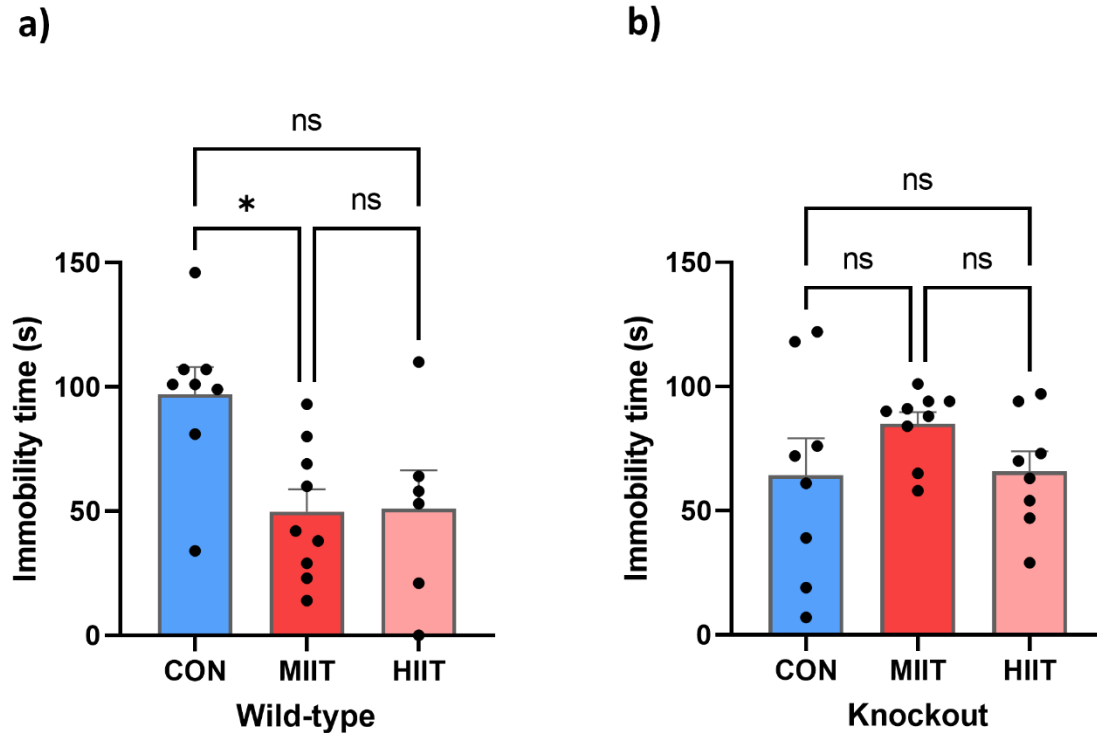 a)
ns
* ns
150
100
50
0
Immobility time (s)
CON MIIT HIIT
Wild-type
b)
ns
ns ns
150
100
50
0
Immobility time (s)
CON MIIT HIIT
Knockout